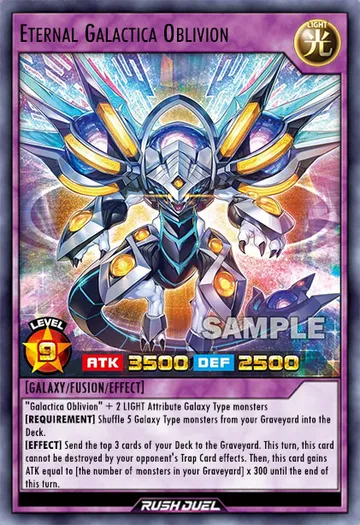 Eternal Galactica Oblivion
LIGHT
光
SAMPLE
LEVEL
9
ATK 3500 DEF 2500
[GALAXY/FUSION/EFFECT]
"Galactica Oblivion" + 2 LIGHT Attribute Galaxy Type monsters
[REQUIREMENT] Shuffle 5 Galaxy Type monsters from your Graveyard into the
Deck.
[EFFECT] Send the top 3 cards of your Deck to the Graveyard. This turn, this card
cannot be destroyed by your opponent's Trap Card effects. Then, this card gains
ATK equal to [the number of monsters in your Graveyard] x 300 until the end of
this turn.
RUSH DUEL